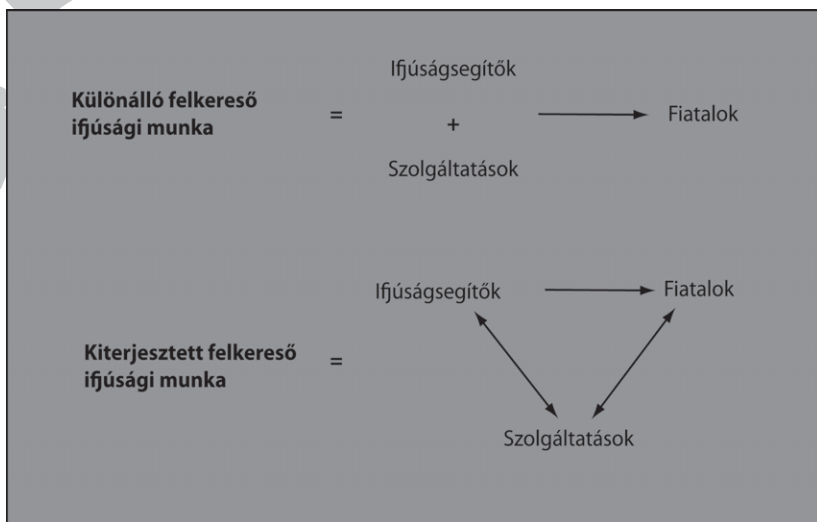 Ifjúságsegítők
Különálló felkereső
ifjúsági munka
=
+
Fiatalok
Szolgáltatások
Ifjúságsegítők
Fiatalok
Kiterjesztett felkereső
ifjúsági munka
=
Szolgáltatások